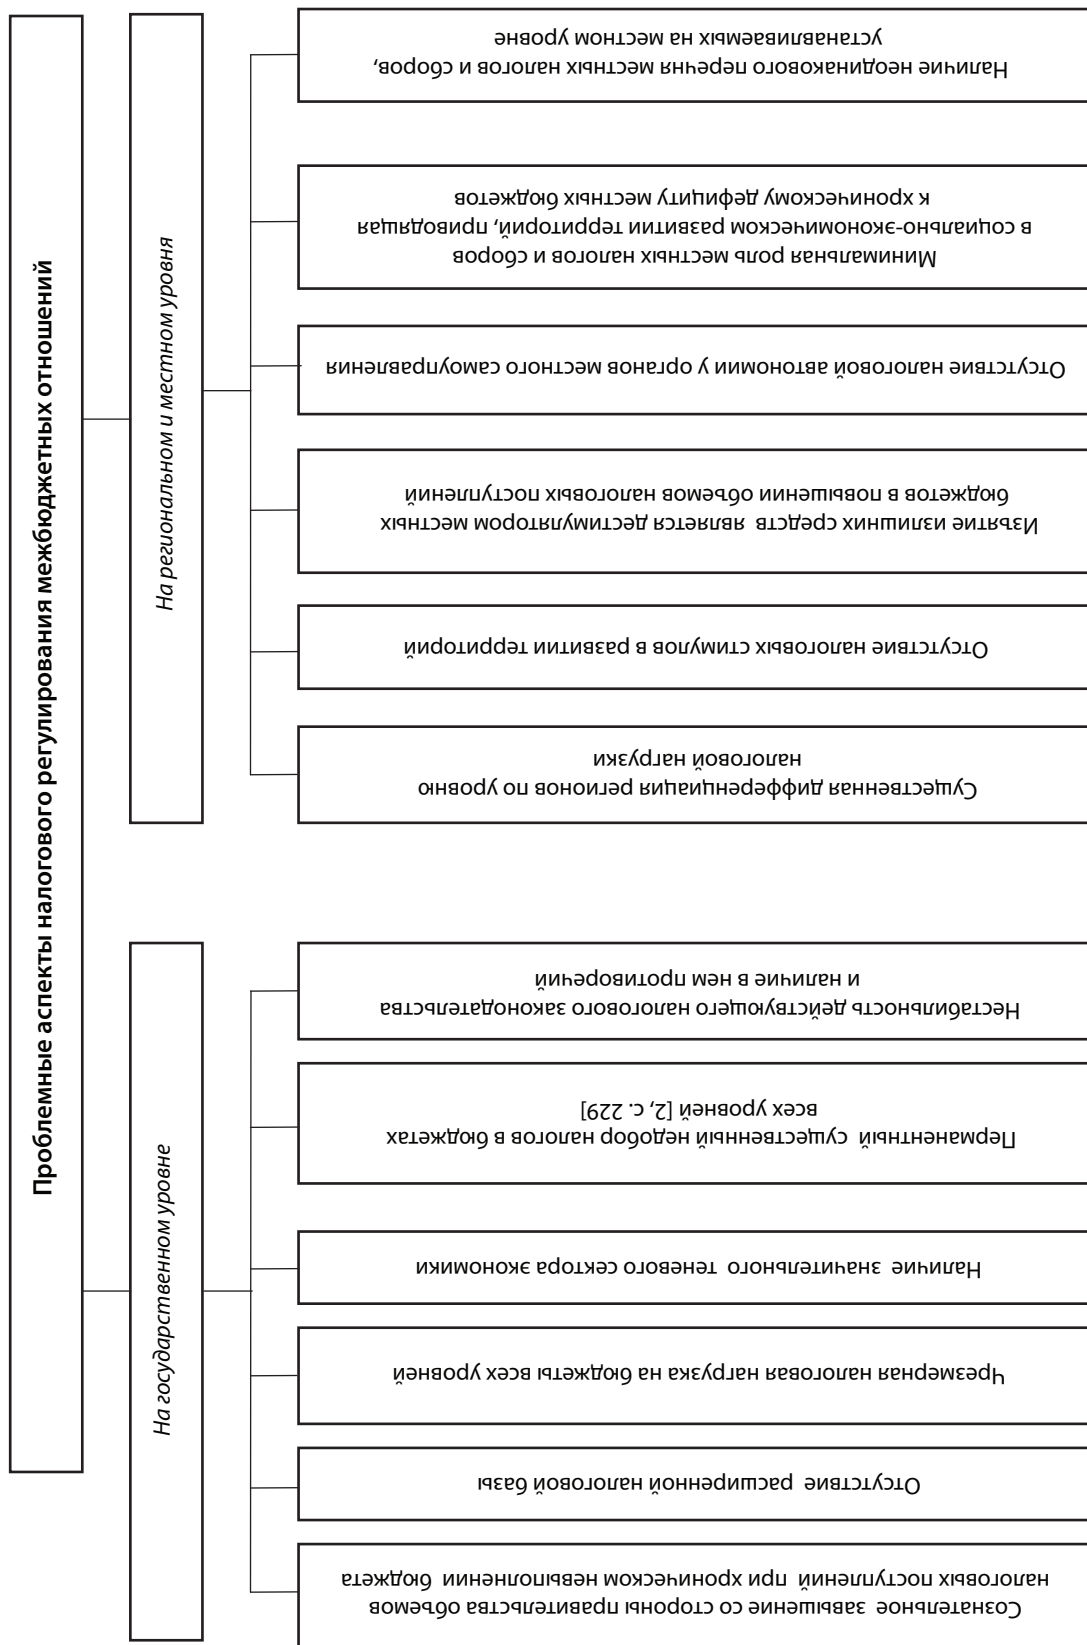 Проблемные аспекты налогового регулирования межбюджетных отношений
На государственном уровне
Сознательное завышение со стороны правительства объемов
налоговых поступлений при хроническом невыполнении бюджета
Отсутствие расширенной налоговой базы
Чрезмерная налоговая нагрузка на бюджеты всех уровней
Наличие значительного теневого сектора экономики
Перманентный существенный недобор налогов в бюджетах
всех уровней [2, с. 229]
Нестабильность действующего налогового законодательства
и наличие в нем противоречий
На региональном и местном уровня
Существенная дифференциация регионов по уровню
налоговой нагрузки
Отсутствие налоговых стимулов в развитии территорий
Изъятие излишних средств является дестимулятором местных
бюджетов в повышении объемов налоговых поступлений
Отсутствие налоговой автономии у органов местного самоуправления
Минимальная роль местных налогов и сборов
в социально-экономическом развитии территорий, приводящая
к хроническому дефициту местных бюджетов
Наличие неодинакового перечня местных налогов и сборов,
устанавливаемых на местном уровне